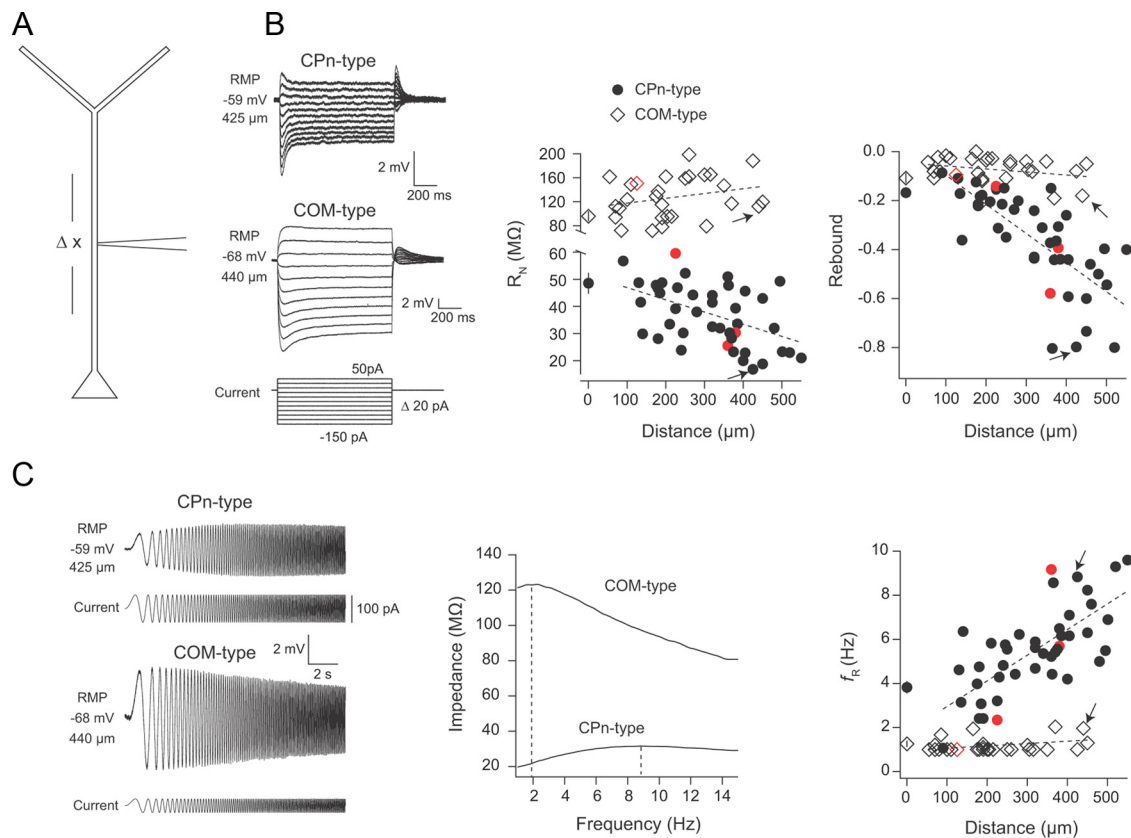 A
B
Δ x
CPn-type
RMP
-59 mV
425 µm
2 mV
200 ms
COM-type
RMP
-68 mV
440 µm
2 mV
200 ms
50pA
Current
Δ 20 pA
-150 pA
CPn-type
COM-type
200
160
120
80
60
50
40
30
20
R_N (MΩ)
0 100 200 300 400 500
Distance (µm)
0.0
-0.2
-0.4
-0.6
-0.8
Rebound
0 100 200 300 400 500
Distance (µm)
C
CPn-type
RMP
-59 mV
425 µm
Current
100 pA
2 mV
2 s
COM-type
RMP
-68 mV
440 µm
Current
140
120
100
80
60
40
20
Impedance (MΩ)
COM-type
CPn-type
2 4 6 8 10 12 14
Frequency (Hz)
10
8
6
4
2
0
f_R (Hz)
0 100 200 300 400 500
Distance (µm)